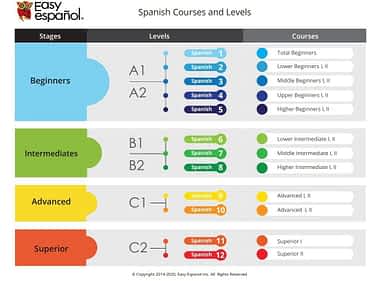 Easy
español.
Spanish Courses and Levels
Stages Levels Courses
Beginners
A1
A2
Spanish 1 Total Beginners
Spanish 2 Lower Beginners I, II
Spanish 3 Middle Beginners I, II
Spanish 4 Upper Beginners I, II
Spanish 5 Higher Beginners I, II
Intermediates
B1
B2
Spanish 6 Lower Intermediate I, II
Spanish 7 Middle Intermediate I, II
Spanish 8 Higher Intermediate I, II
Advanced
C1
Spanish 9 Advanced I, II
Spanish 10 Advanced I, II
Superior
C2
Spanish 11 Superior I
Spanish 12 Superior II
© Copyright 2014-2020, Easy Español Inc. All Rights Reserved